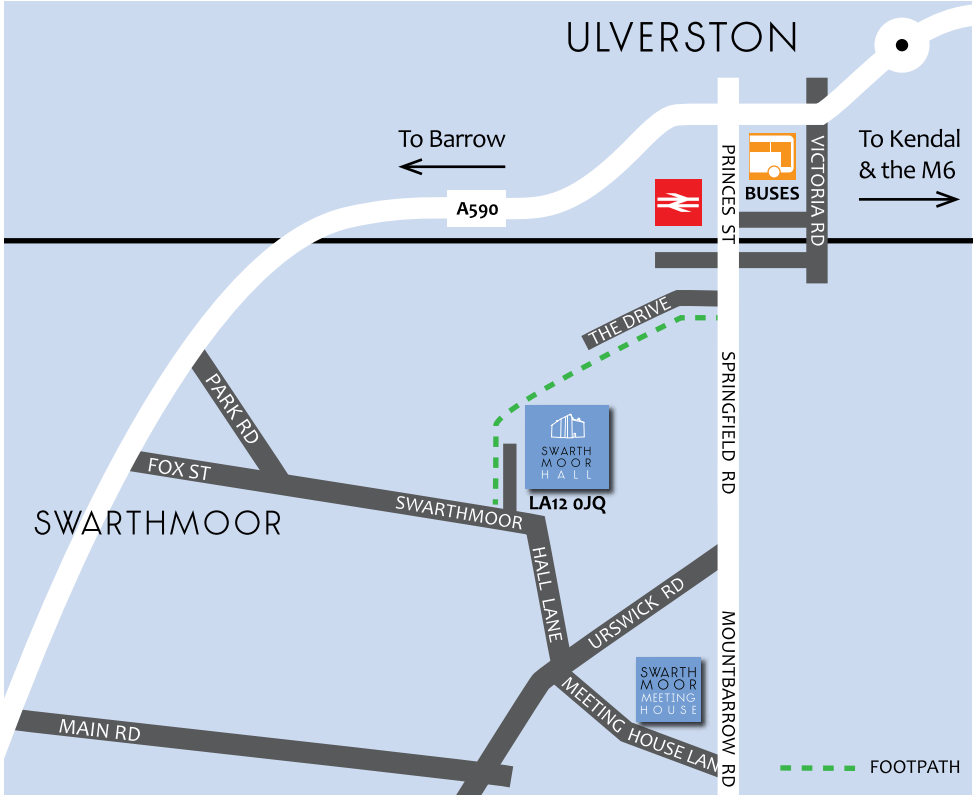 ULVERSTON
To Barrow
To Kendal
& the M6
BUSES
PRINCES ST
VICTORIA RD
A590
THE DRIVE
PARK RD
SPRINGFIELD RD
FOX ST
SWARTH
MOOR
HALL
LA12 0JQ
SWARTHMOOR
SWARTHMOOR
HALL LANE
URSWICK RD
MOUNTBARROW RD
SWARTH
MOOR
MEETING
HOUSE
MEETING HOUSE LAN
MAIN RD
FOOTPATH